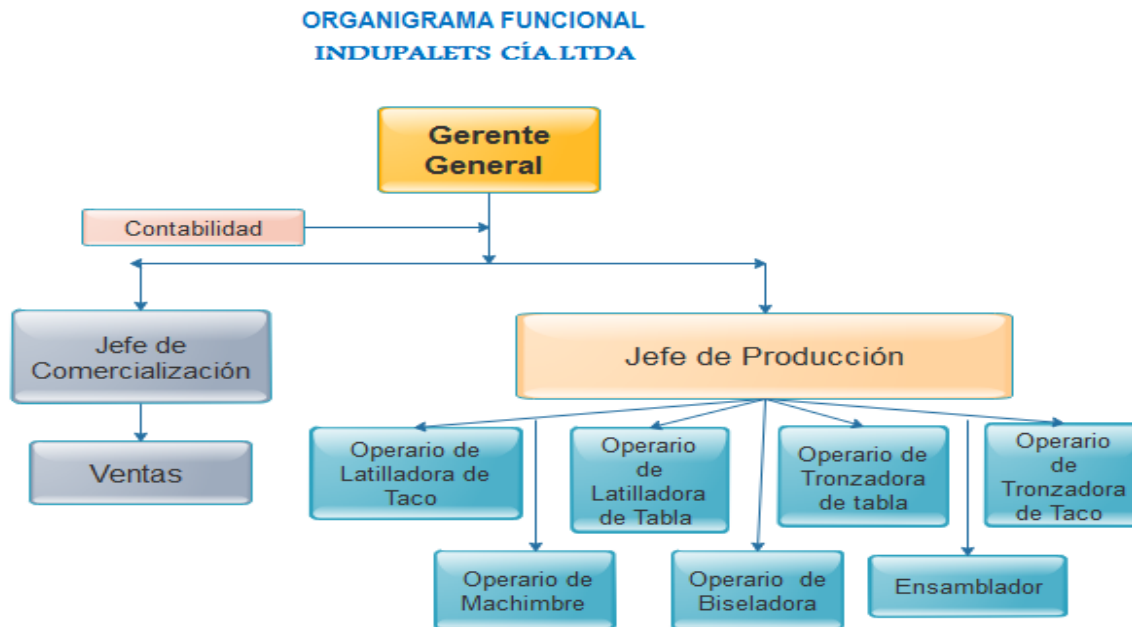 ORGANIGRAMA FUNCIONAL
INDUPALETS CÍA.LTDA
Gerente
General
Contabilidad
Jefe de
Comercialización
Jefe de Producción
Ventas
Operario de
Latilladora de
Taco
Operario
de
Latilladora
de Tabla
Operario de
Tronzadora
de tabla
Operario
de
Tronzadora
de Taco
Operario de
Machimbre
Operario de
Biseladora
Ensamblador